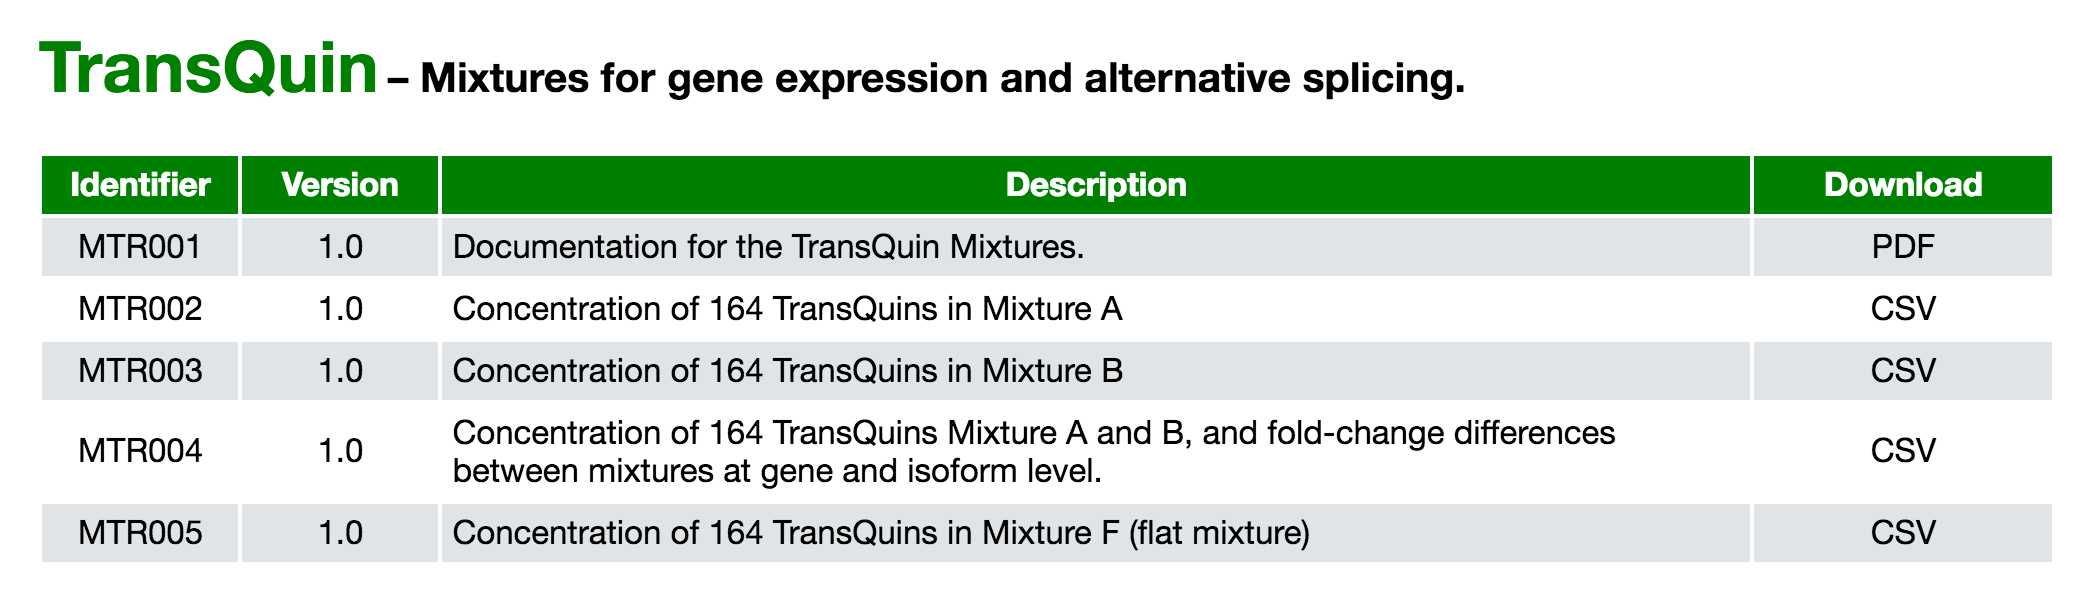 TransQuin – Mixtures for gene expression and alternative splicing.
Identifier Version Description Download
MTR001 1.0 Documentation for the TransQuin Mixtures. PDF
MTR002 1.0 Concentration of 164 TransQuins in Mixture A CSV
MTR003 1.0 Concentration of 164 TransQuins in Mixture B CSV
MTR004 1.0 Concentration of 164 TransQuins Mixture A and B, and fold-change differences
between mixtures at gene and isoform level. CSV
MTR005 1.0 Concentration of 164 TransQuins in Mixture F (flat mixture) CSV